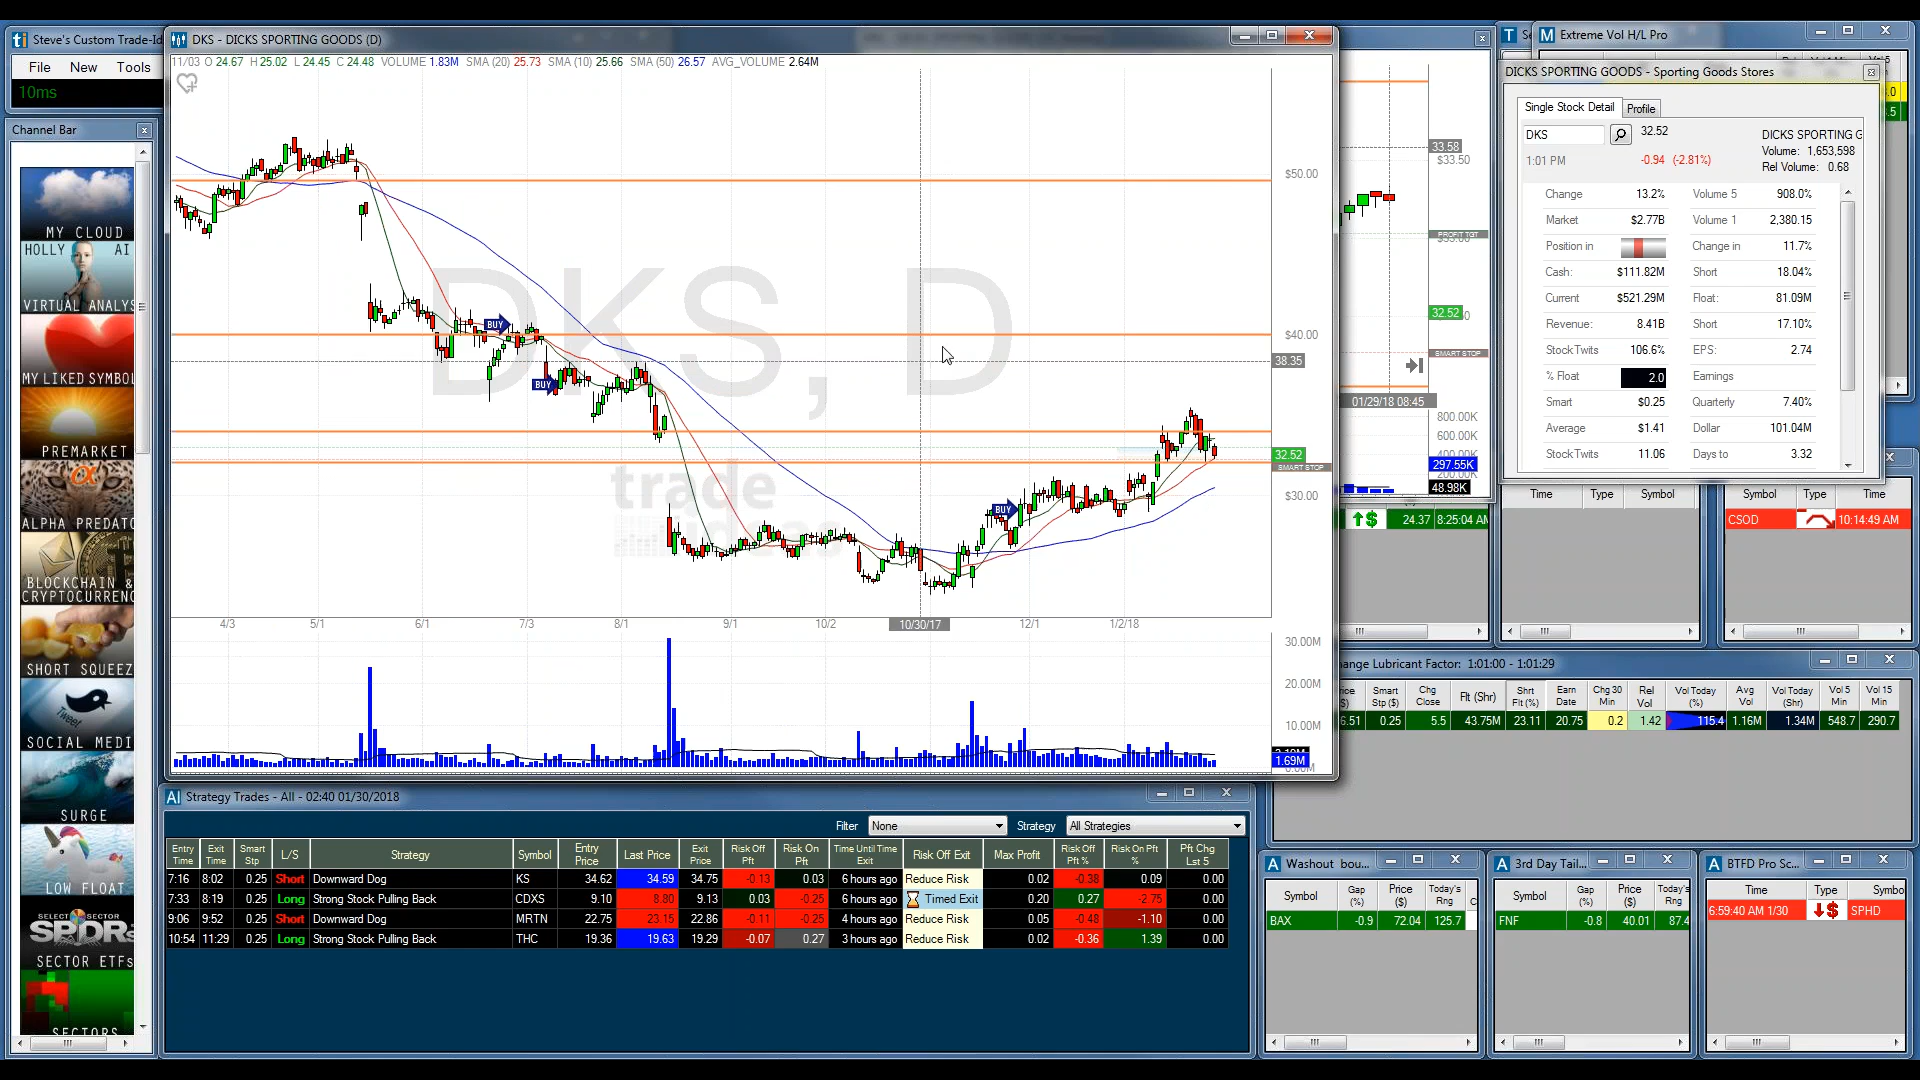 Steve's Custom Trade-Id
File New Tools
10ms
Channel Bar
MY CLOUD
HOLLY AI
VIRTUAL ANALYS
MY LIKED SYMBOL
PREMARKET
ALPHA PREDATO
BLOCKCHAIN &
CRYPTOCURREN
SHORT SQUEEZ
Tweet
SOCIAL MEDI
SURGE
LOW FLOAT
SELECT SECTOR
SPDRs
SECTOR ETFs
SECTORS
DKS - DICKS SPORTING GOODS (D)
11/03 O 24.67 H 25.02 L 24.45 C 24.48 VOLUME 1.83M SMA (20) 25.73 SMA (10) 25.66 SMA (50) 26.57 AVG_VOLUME 2.64M
DKS, D
trade
BUY
BUY
BUY
$50.00
$40.00
38.35
32.52
SMART STOP
$30.00
4/3 5/1 6/1 7/3 8/1 9/1 10/2 10/30/17 12/1 1/2/18
30.00M
20.00M
10.00M
1.69M
33.58
$33.50
PROFIT TGT
32.52
SMART STOP
01/29/18 08:45
800.00K
600.00K
297.55K
48.98K
24.37 8:25:04 AM
Extreme Vol H/L Pro
DICKS SPORTING GOODS - Sporting Goods Stores
Single Stock Detail Profile
DKS 32.52 DICKS SPORTING G
1:01 PM -0.94 (-2.81%)
Volume: 1,653,598
Rel Volume: 0.68
Change 13.2% Volume 5 908.0%
Market $2.77B Volume 1 2,380.15
Position in Change in 11.7%
Cash: $111.82M Short 18.04%
Current $521.29M Float: 81.09M
Revenue: 8.41B Short 17.10%
StockTwits 106.6% EPS: 2.74
% Float 2.0 Earnings
Smart $0.25 Quarterly 7.40%
Average $1.41 Dollar 101.04M
StockTwits 11.06 Days to 3.32
Time Type Symbol
Symbol Type Time
CSOD 10:14:49 AM
ange Lubricant Factor: 1:01:00 - 1:01:29
Smart Stp ($) Chg Close Flt (Shr) Shrt Flt (%) Earn Date Chg 30 Min Rel Vol Vol Today (%) Avg Vol Vol Today (Shr) Vol 5 Min Vol 15 Min
6.51 0.25 5.5 43.75M 23.11 20.75 0.2 1.42 115.4 1.16M 1.34M 548.7 290.7
Strategy Trades - All - 02:40 01/30/2018
Filter None Strategy All Strategies
Entry Time Exit Time Smart Stp L/S Strategy Symbol Entry Price Last Price Exit Price Risk Off Pft Risk On Pft Time Until Time Exit Risk Off Exit Max Profit Risk Off Pft % Risk On Pft % Pft Chg Lst 5
7:16 8:02 0.25 Short Downward Dog KS 34.62 34.59 34.75 -0.13 0.03 6 hours ago Reduce Risk 0.02 -0.38 0.09 0.00
7:33 8:19 0.25 Long Strong Stock Pulling Back CDXS 9.10 8.80 9.13 0.03 -0.25 6 hours ago Timed Exit 0.20 0.27 -2.75 0.00
9:06 9:52 0.25 Short Downward Dog MRTN 22.75 23.15 22.86 -0.11 -0.25 4 hours ago Reduce Risk 0.05 -0.48 -1.10 0.00
10:54 11:29 0.25 Long Strong Stock Pulling Back THC 19.36 19.63 19.29 -0.07 0.27 3 hours ago Reduce Risk 0.02 -0.36 1.39 0.00
Washout bou...
Symbol Gap (%) Price ($) Today's Rng
BAX -0.9 72.04 125.7
3rd Day Tail...
Symbol Gap (%) Price ($) Today's Rng
FNF -0.8 40.01 87.4
BTFD Pro Sc...
Time Type Symbo
6:59:40 AM 1/30 SPHD